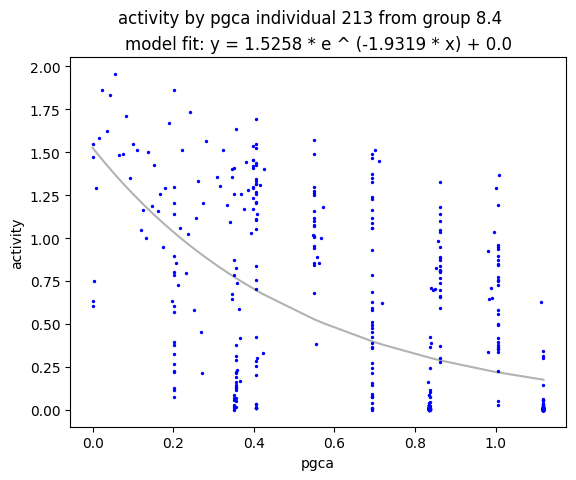 activity by pgca individual 213 from group 8.4
model fit: y = 1.5258 * e ^ (-1.9319 * x) + 0.0
2.00
1.75
1.50
1.25
1.00
0.75
0.50
0.25
0.00
activity
0.0 0.2 0.4 0.6 0.8 1.0
pgca